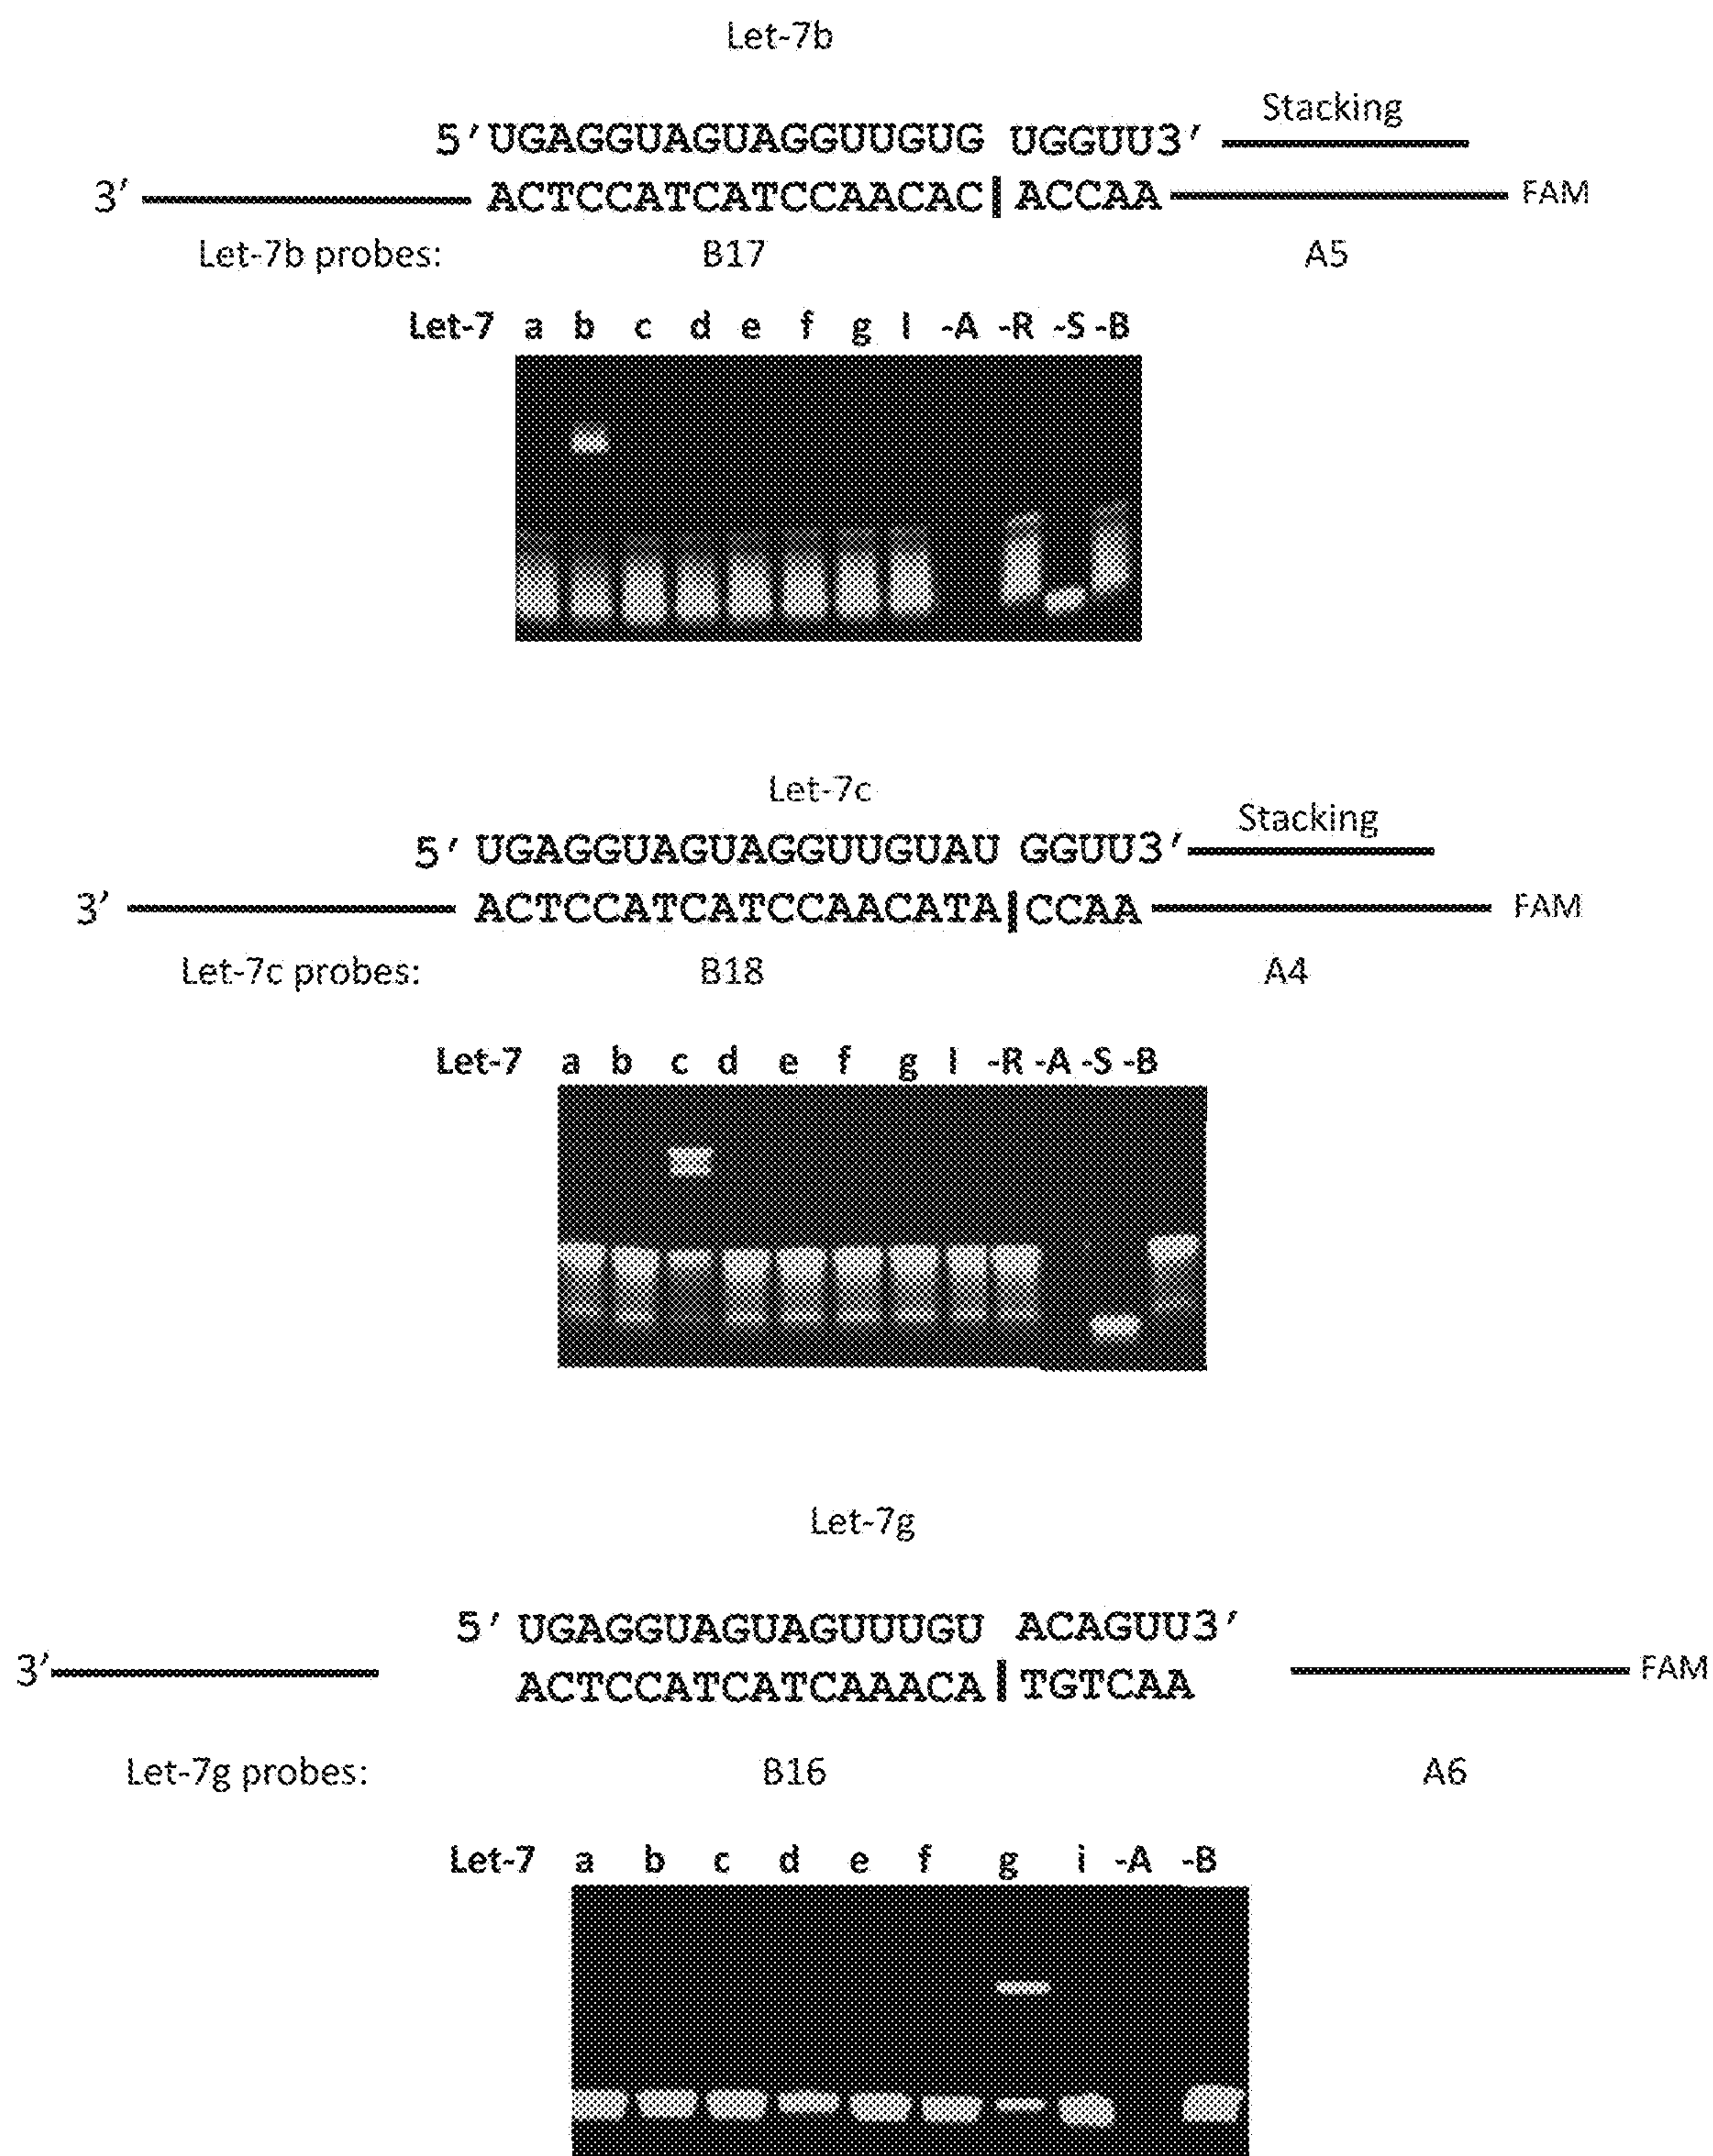 Let-7b
Stacking
5’UGAGGUAGUAGGUUGUG UGGUU3’
3’ ACTCCATCATCCAACAC| ACCAA FAM
Let-7b probes: B17 A5
Let-7 a b c d e f g l -A -R -S -B
Let-7c
Stacking
5’ UGAGGUAGUAGGUUGUAU GGUU3’
3’ ACTCCATCATCCAACATA|CCAA FAM
Let-7c probes: B18 A4
Let-7 a b c d e f g l -R -A -S -B
Let-7g
5’ UGAGGUAGUAGUUUGU ACAGUU3’
3’ ACTCCATCATCAAACA|TGTCAA FAM
Let-7g probes: B16 A6
Let-7 a b c d e f g i -A -B